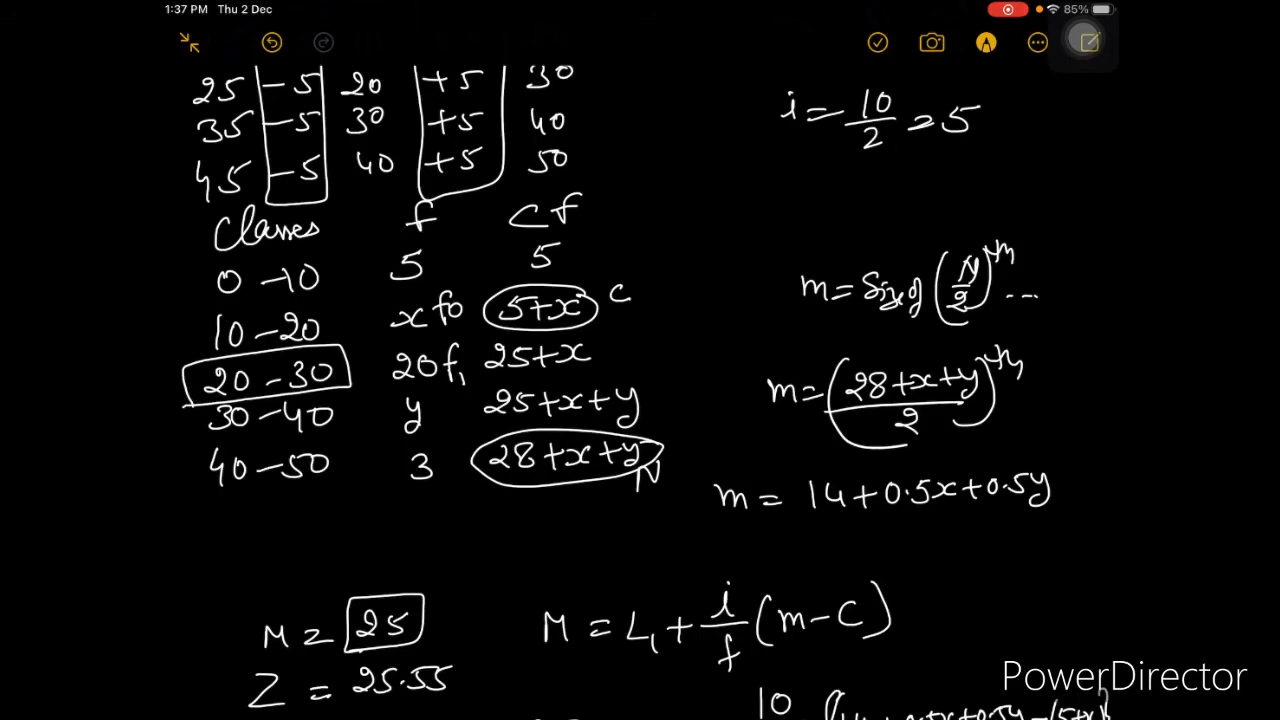 1:37 PM Thu 2 Dec
85%
25 -5 20 +5 30
35 -5 30 +5 40
45 -5 40 +5 50
i = 10/2 = 5
Classes f cf
0-10 5 5
10-20 x f0 5+x C
20-30 20 f1 25+x
30-40 y 25+x+y
40-50 3 28+x+y N
m = Size of (N/2)th ...
m = (28+x+y/2)th
m = 14+0.5x+0.5y
M = 25
Z = 25.55
M = L1 + i/f (m-C)
10
PowerDirector